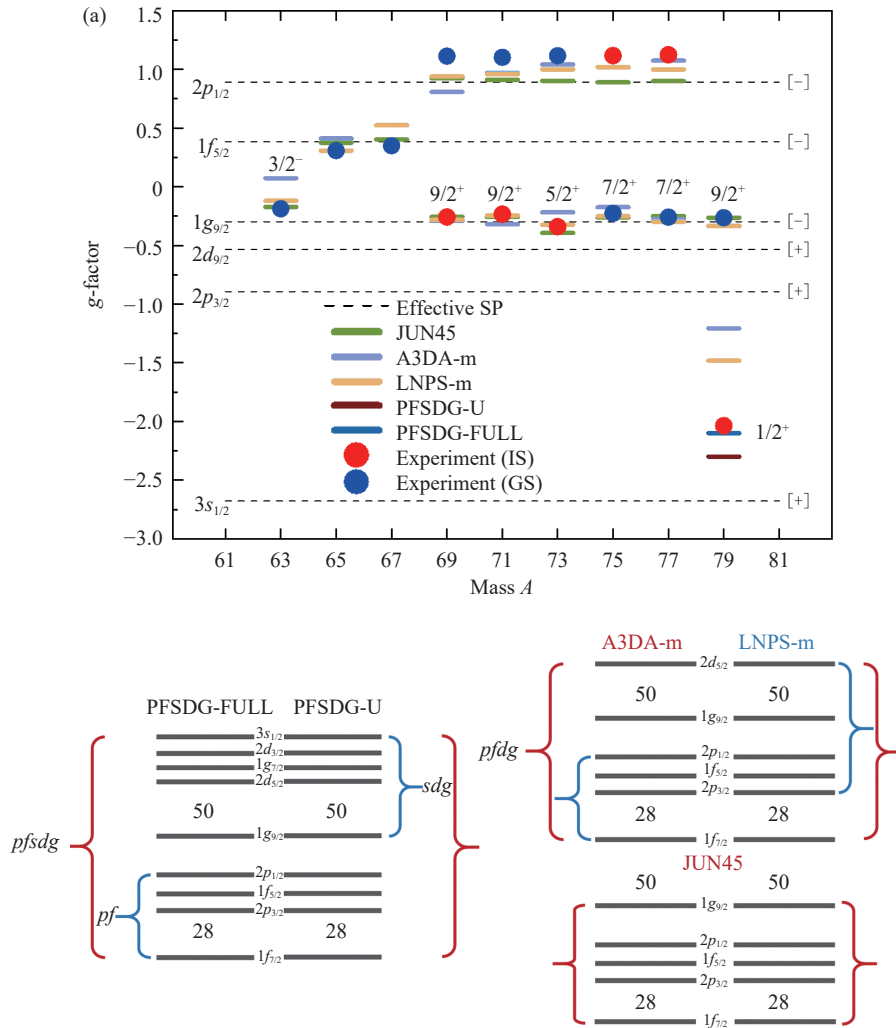 (a)
1.5
1.0
0.5
0
−0.5
−1.0
−1.5
−2.0
−2.5
−3.0
g-factor
2p1/2
1f5/2
1g9/2
2d9/2
2p3/2
3s1/2
[−]
[−]
[−]
[+]
[+]
[+]
3/2−
9/2+ 9/2+ 5/2+ 7/2+ 7/2+ 9/2+
1/2+
Effective SP
JUN45
A3DA-m
LNPS-m
PFSDG-U
PFSDG-FULL
Experiment (IS)
Experiment (GS)
61 63 65 67 69 71 73 75 77 79 81
Mass A
PFSDG-FULL PFSDG-U
3s1/2
2d3/2
1g7/2
2d5/2
50 50
1g9/2
2p1/2
1f5/2
2p3/2
28 28
1f7/2
pfsdg
pf
sdg
A3DA-m LNPS-m
2d5/2
50 50
1g9/2
2p1/2
1f5/2
2p3/2
28 28
1f7/2
pfdg
JUN45
50 50
1g9/2
2p1/2
1f5/2
2p3/2
28 28
1f7/2